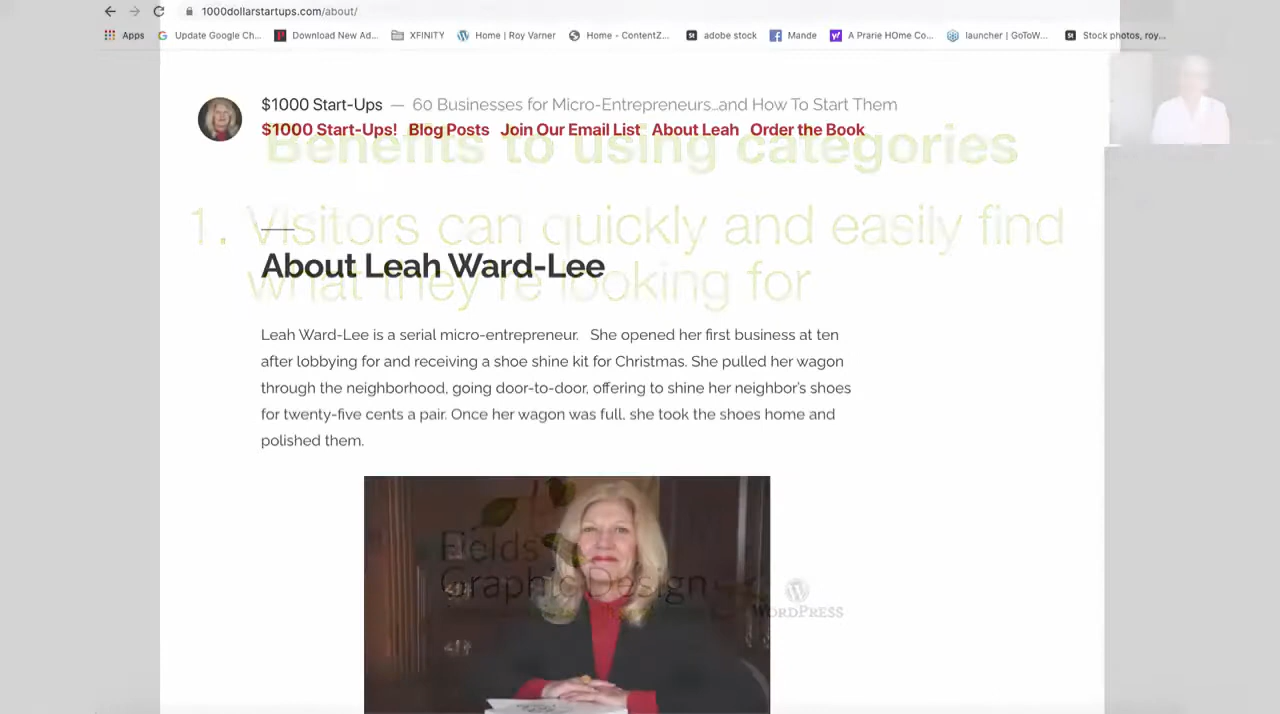 1000dollarstartups.com/about/
Apps Update Google Ch... Download New Ad... XFINITY Home | Roy Varner Home - ContentZ... adobe stock Mande A Prarie HOme Co... launcher | GoToW... Stock photos, roy...
$1000 Start-Ups — 60 Businesses for Micro-Entrepreneurs...and How To Start Them
$1000 Start-Ups! Blog Posts Join Our Email List About Leah Order the Book
Benefits to using categories
1. Visitors can quickly and easily find
what they're looking for
About Leah Ward-Lee
Leah Ward-Lee is a serial micro-entrepreneur. She opened her first business at ten
after lobbying for and receiving a shoe shine kit for Christmas. She pulled her wagon
through the neighborhood, going door-to-door, offering to shine her neighbor's shoes
for twenty-five cents a pair. Once her wagon was full, she took the shoes home and
polished them.
Fields
Graphic Design
WORDPRESS